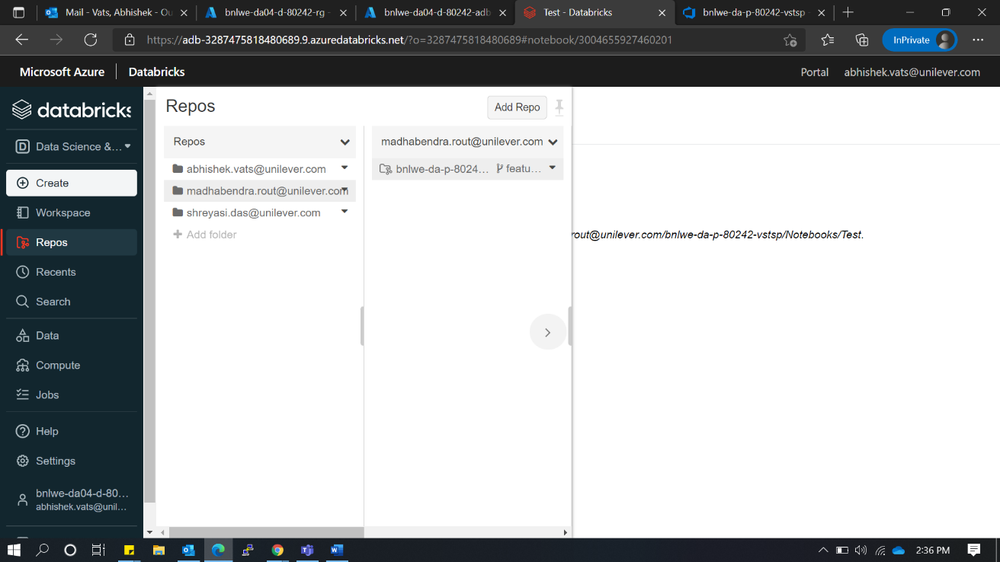 Mail - Vats, Abhishek - Ou
bnlwe-da04-d-80242-rg -
bnlwe-da04-d-80242-adb
Test - Databricks
bnlwe-da-p-80242-vstsp
https://adb-3287475818480689.9.azuredatabricks.net/?o=3287475818480689#notebook/3004655927460201
InPrivate
Microsoft Azure
Databricks
Portal
abhishek.vats@unilever.com
databricks
Data Science &...
Create
Workspace
Repos
Recents
Search
Data
Compute
Jobs
Help
Settings
bnlwe-da04-d-80...
abhishek.vats@unil...
Repos
Add Repo
Repos
abhishek.vats@unilever.com
madhabendra.rout@unilever.com
shreyasi.das@unilever.com
Add folder
madhabendra.rout@unilever.com
bnlwe-da-p-8024... featu...
rout@unilever.com/bnlwe-da-p-80242-vstsp/Notebooks/Test.
2:36 PM